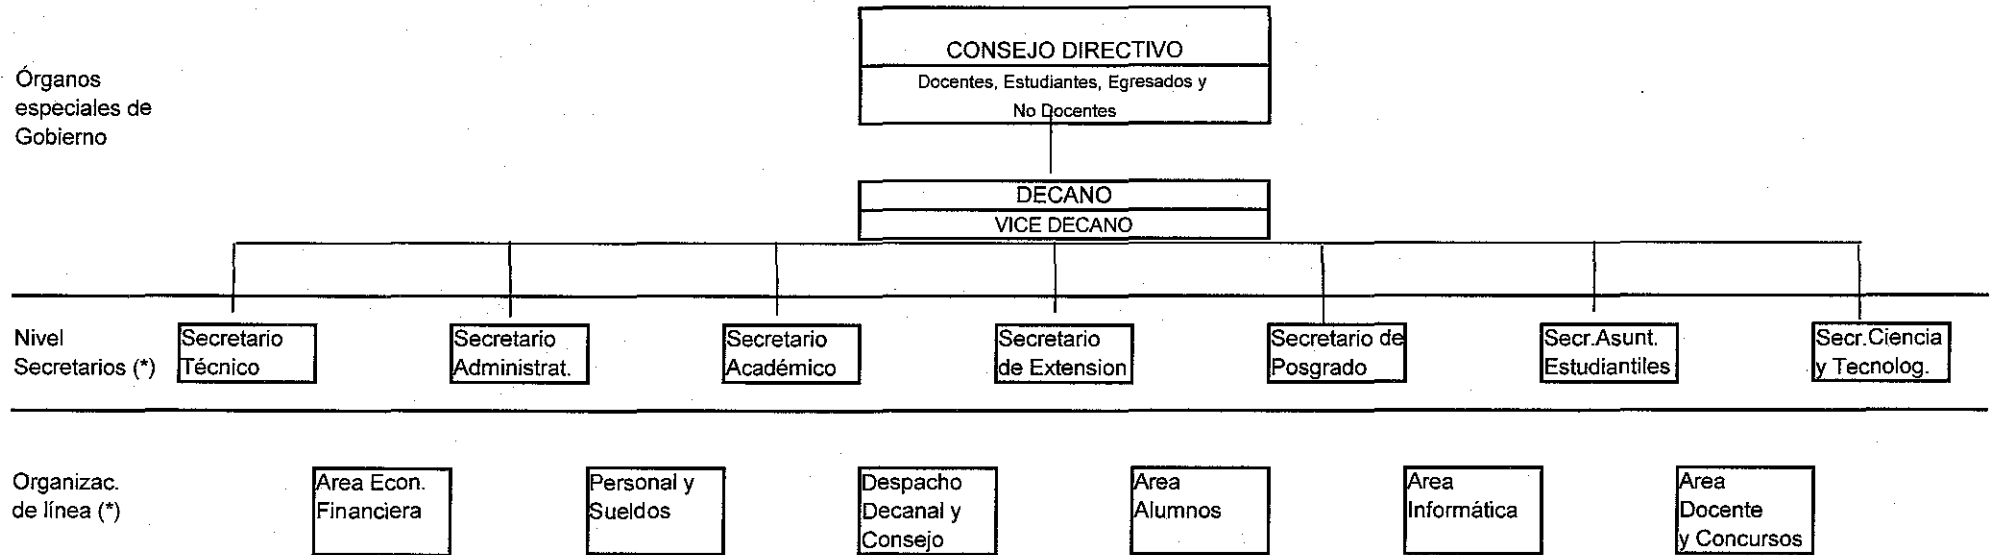 CONSEJO DIRECTIVO
Docentes, Estudiantes, Egresados y
No Docentes
Órganos
especiales de
Gobierno
DECANO
VICE DECANO
Nivel
Secretarios (*)
Secretario
Técnico
Secretario
Administrat.
Secretario
Académico
Secretario
de Extension
Secretario de
Posgrado
Secr.Asunt.
Estudiantiles
Secr.Ciencia
y Tecnolog.
Organizac.
de línea (*)
Area Econ.
Financiera
Personal y
Sueldos
Despacho
Decanal y
Consejo
Area
Alumnos
Area
Informática
Area
Docente
y Concursos